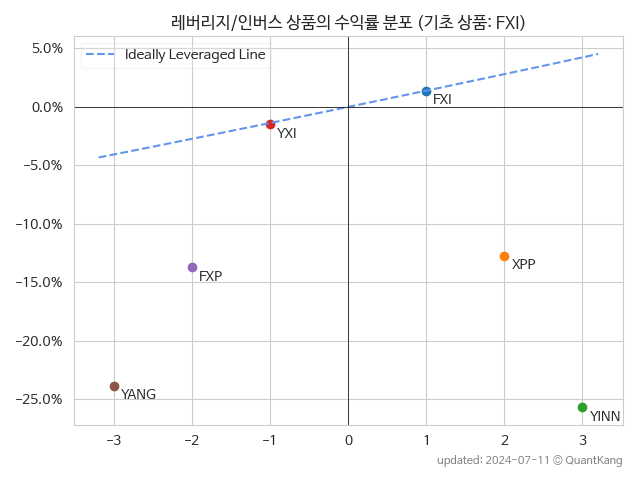 레버리지/인버스 상품의 수익률 분포 (기초 상품: FXI)
Ideally Leveraged Line
5.0%
0.0%
−5.0%
−10.0%
−15.0%
−20.0%
−25.0%
FXI
YXI
XPP
FXP
YANG
YINN
−3
−2
−1
0
1
2
3
updated: 2024-07-11 © QuantKang